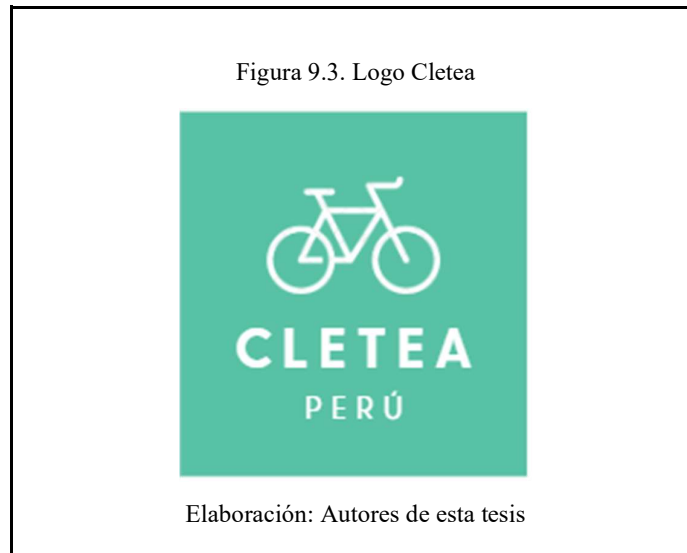 Figura 9.3. Logo Cletea
CLETEA
PERÚ
Elaboración: Autores de esta tesis